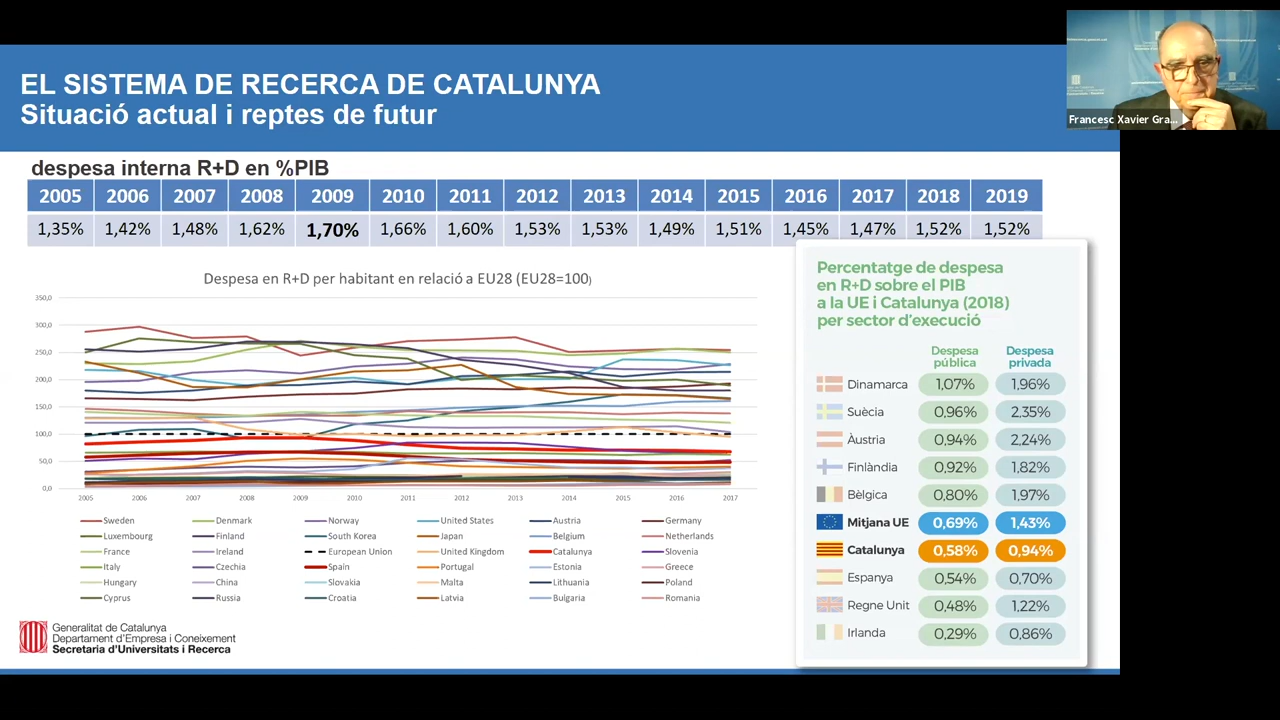 EL SISTEMA DE RECERCA DE CATALUNYA
Situació actual i reptes de futur
Francesc Xavier Gra...
despesa interna R+D en %PIB
2005 2006 2007 2008 2009 2010 2011 2012 2013 2014 2015 2016 2017 2018 2019
1,35% 1,42% 1,48% 1,62% 1,70% 1,66% 1,60% 1,53% 1,53% 1,49% 1,51% 1,45% 1,47% 1,52% 1,52%
Despesa en R+D per habitant en relació a EU28 (EU28=100)
350,0
300,0
250,0
200,0
150,0
100,0
50,0
0,0
2005 2006 2007 2008 2009 2010 2011 2012 2013 2014 2015 2016 2017
Sweden Denmark Norway United States Austria Germany
Luxembourg Finland South Korea Japan Belgium Netherlands
France Ireland European Union United Kingdom Catalunya Slovenia
Italy Czechia Spain Portugal Estonia Greece
Hungary China Slovakia Malta Lithuania Poland
Cyprus Russia Croatia Latvia Bulgaria Romania
Percentatge de despesa
en R+D sobre el PIB
a la UE i Catalunya (2018)
per sector d'execució
Despesa pública Despesa privada
Dinamarca 1,07% 1,96%
Suècia 0,96% 2,35%
Àustria 0,94% 2,24%
Finlàndia 0,92% 1,82%
Bèlgica 0,80% 1,97%
Mitjana UE 0,69% 1,43%
Catalunya 0,58% 0,94%
Espanya 0,54% 0,70%
Regne Unit 0,48% 1,22%
Irlanda 0,29% 0,86%
Generalitat de Catalunya
Departament d'Empresa i Coneixement
Secretaria d'Universitats i Recerca